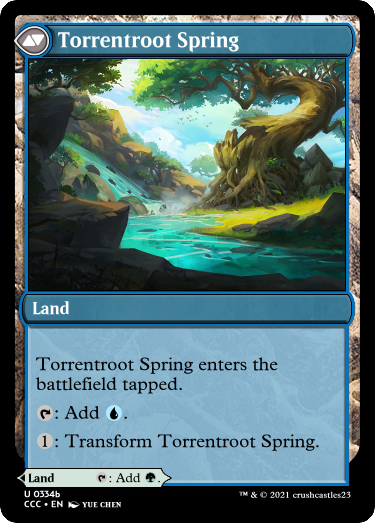 Torrentroot Spring
Land
Torrentroot Spring enters the
battlefield tapped.
: Add .
1: Transform Torrentroot Spring.
Land : Add .
U 0334b
CCC • EN YUE CHEN
™ & © 2021 crushcastles23